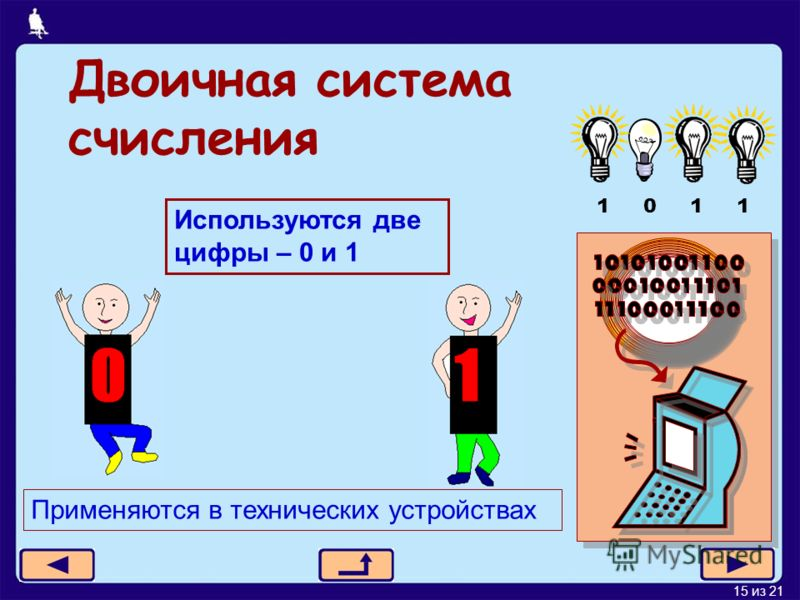 Двоичная система
счисления
1 0 1 1
Используются две
цифры – 0 и 1
10101001100
00010011101
11100011100
0
1
Применяются в технических устройствах
MyShared
15 из 21